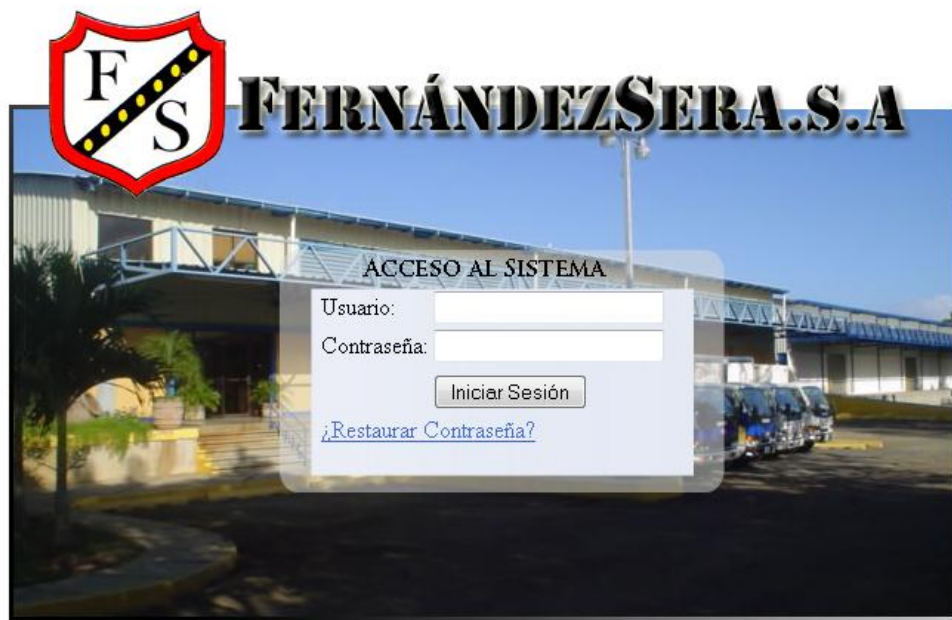 F
S
FERNÁNDEZSERA.S.A
ACCESO AL SISTEMA
Usuario:
Contraseña:
Iniciar Sesión
¿Restaurar Contraseña?